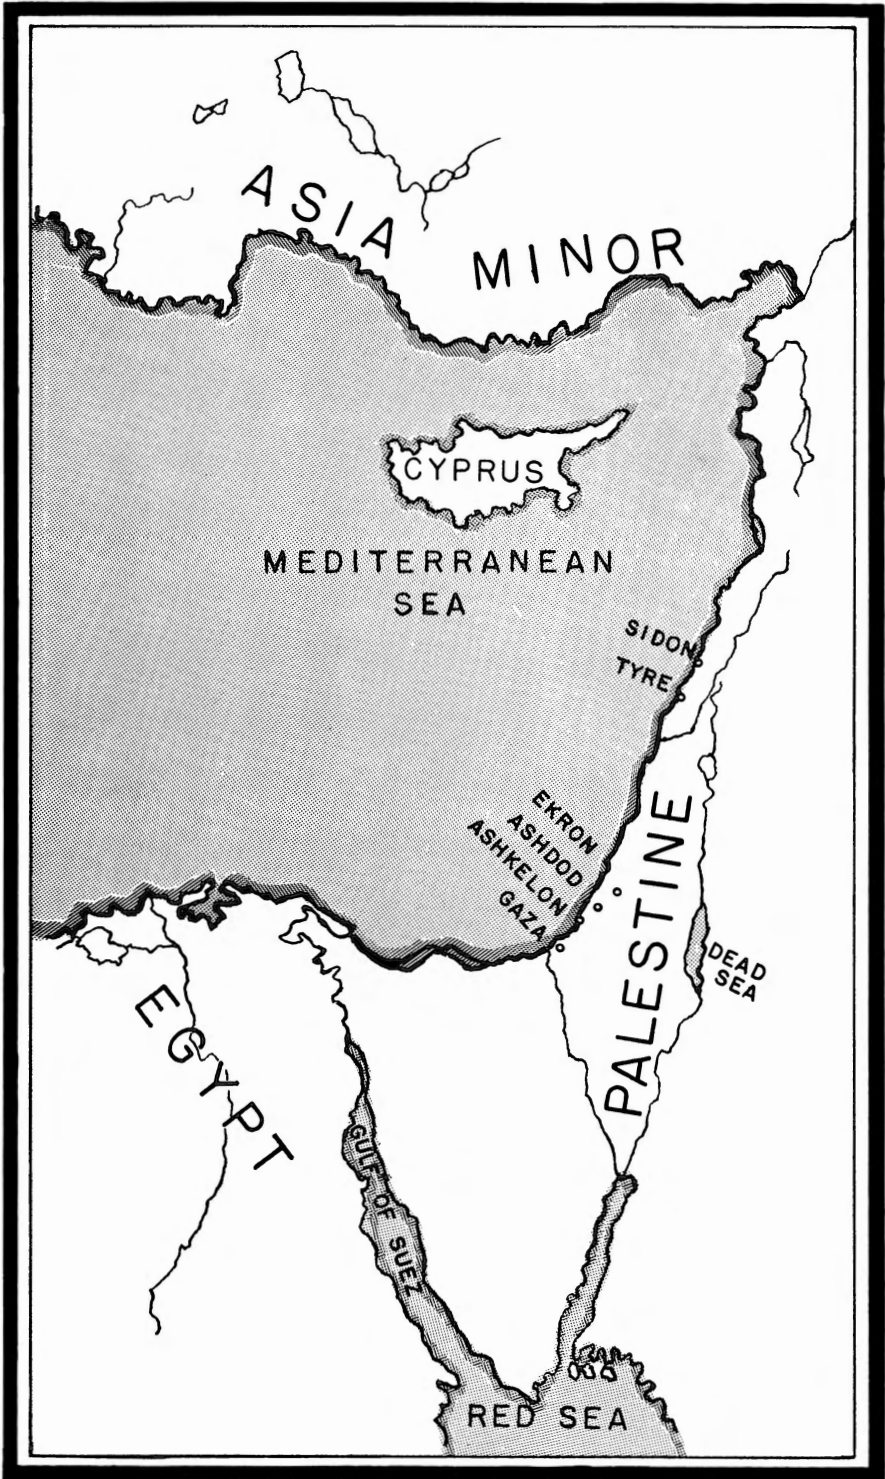 ASIA MINOR
CYPRUS
MEDITERRANEAN
SEA
SIDON
TYRE
EKRON
ASHDOD
ASHKELON
GAZA
PALESTINE
DEAD
SEA
EGYPT
GULF OF SUEZ
RED SEA